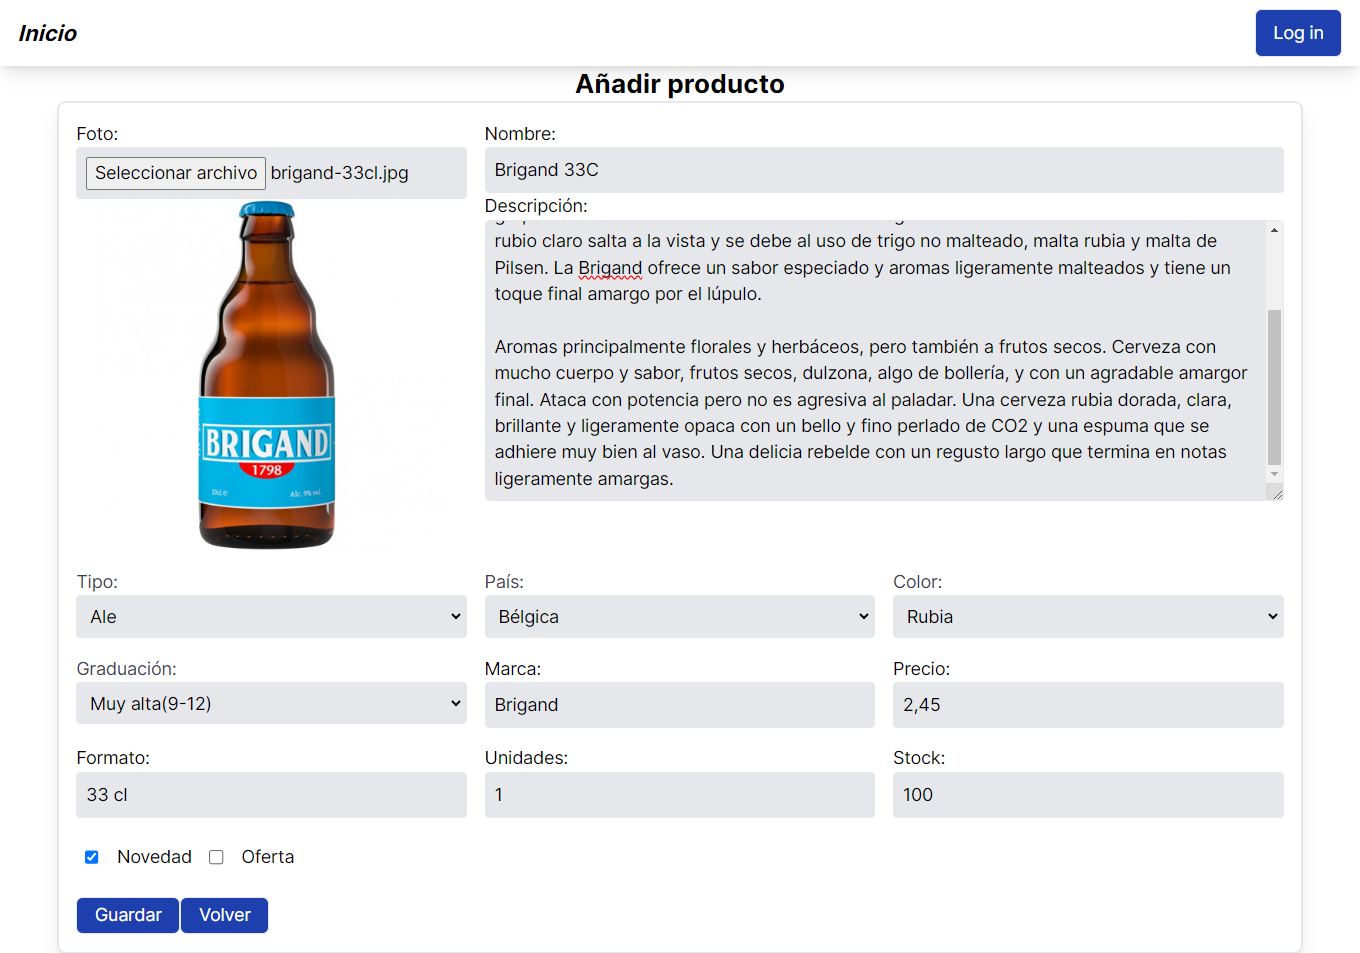 Inicio
Log in
Añadir producto
Foto:
Seleccionar archivo brigand-33cl.jpg
BRIGAND
1798
33cl e
Alc. 9% vol.
Nombre:
Brigand 33C
Descripción:
rubio claro salta a la vista y se debe al uso de trigo no malteado, malta rubia y malta de
Pilsen. La Brigand ofrece un sabor especiado y aromas ligeramente malteados y tiene un
toque final amargo por el lúpulo.
Aromas principalmente florales y herbáceos, pero también a frutos secos. Cerveza con
mucho cuerpo y sabor, frutos secos, dulzona, algo de bollería, y con un agradable amargor
final. Ataca con potencia pero no es agresiva al paladar. Una cerveza rubia dorada, clara,
brillante y ligeramente opaca con un bello y fino perlado de CO2 y una espuma que se
adhiere muy bien al vaso. Una delicia rebelde con un regusto largo que termina en notas
ligeramente amargas.
Tipo:
Ale
País:
Bélgica
Color:
Rubia
Graduación:
Muy alta(9-12)
Marca:
Brigand
Precio:
2,45
Formato:
33 cl
Unidades:
1
Stock:
100
Novedad
Oferta
Guardar
Volver